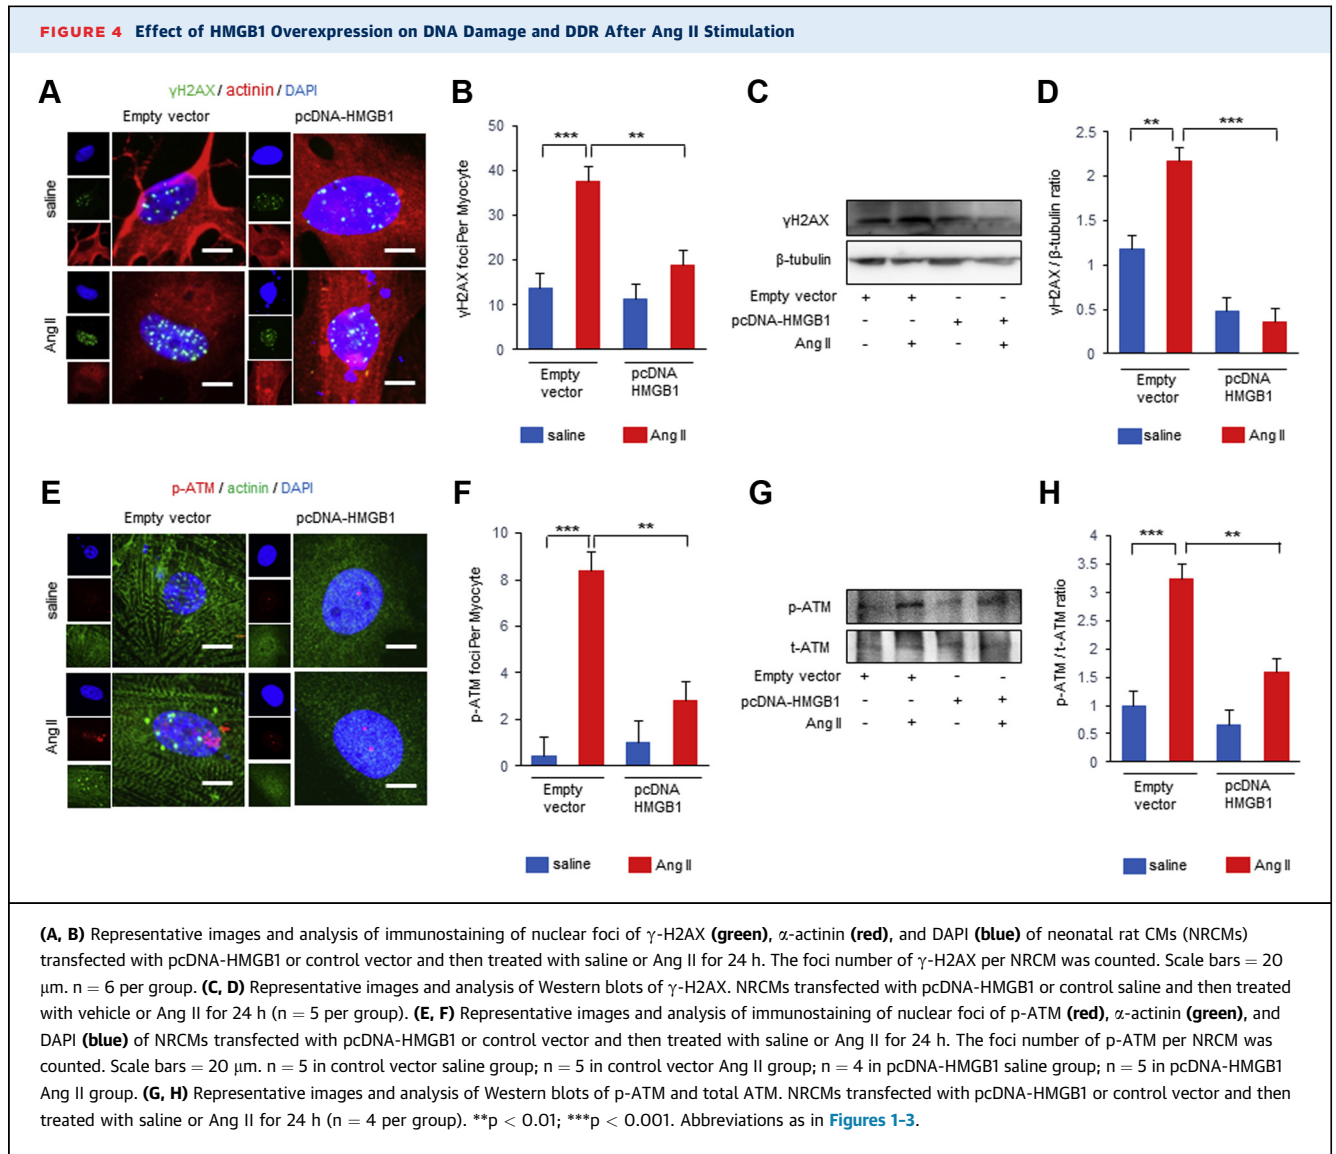 FIGURE 4 Effect of HMGB1 Overexpression on DNA Damage and DDR After Ang II Stimulation
A
γH2AX / actinin / DAPI
Empty vector
pcDNA-HMGB1
saline
Ang II
B
γH2AX foci Per Myocyte
50
40
30
20
10
0
***
**
Empty vector
pcDNA HMGB1
saline
Ang II
C
γH2AX
β-tubulin
Empty vector + + - -
pcDNA-HMGB1 - - + +
Ang II - + - +
D
γH2AX / β-tubulin ratio
2.5
2
1.5
1
0.5
0
**
***
Empty vector
pcDNA HMGB1
saline
Ang II
E
p-ATM / actinin / DAPI
Empty vector
pcDNA-HMGB1
saline
Ang II
F
p-ATM foci Per Myocyte
10
8
6
4
2
0
***
**
Empty vector
pcDNA HMGB1
saline
Ang II
G
p-ATM
t-ATM
Empty vector + + - -
pcDNA-HMGB1 - - + +
Ang II - + - +
H
p-ATM / t-ATM ratio
4
3.5
3
2.5
2
1.5
1
0.5
0
***
**
Empty vector
pcDNA HMGB1
saline
Ang II
(A, B) Representative images and analysis of immunostaining of nuclear foci of γ-H2AX (green), α-actinin (red), and DAPI (blue) of neonatal rat CMs (NRCMs)
transfected with pcDNA-HMGB1 or control vector and then treated with saline or Ang II for 24 h. The foci number of γ-H2AX per NRCM was counted. Scale bars = 20
μm. n = 6 per group. (C, D) Representative images and analysis of Western blots of γ-H2AX. NRCMs transfected with pcDNA-HMGB1 or control saline and then treated
with vehicle or Ang II for 24 h (n = 5 per group). (E, F) Representative images and analysis of immunostaining of nuclear foci of p-ATM (red), α-actinin (green), and
DAPI (blue) of NRCMs transfected with pcDNA-HMGB1 or control vector and then treated with saline or Ang II for 24 h. The foci number of p-ATM per NRCM was
counted. Scale bars = 20 μm. n = 5 in control vector saline group; n = 5 in control vector Ang II group; n = 4 in pcDNA-HMGB1 saline group; n = 5 in pcDNA-HMGB1
Ang II group. (G, H) Representative images and analysis of Western blots of p-ATM and total ATM. NRCMs transfected with pcDNA-HMGB1 or control vector and then
treated with saline or Ang II for 24 h (n = 4 per group). **p < 0.01; ***p < 0.001. Abbreviations as in Figures 1-3.